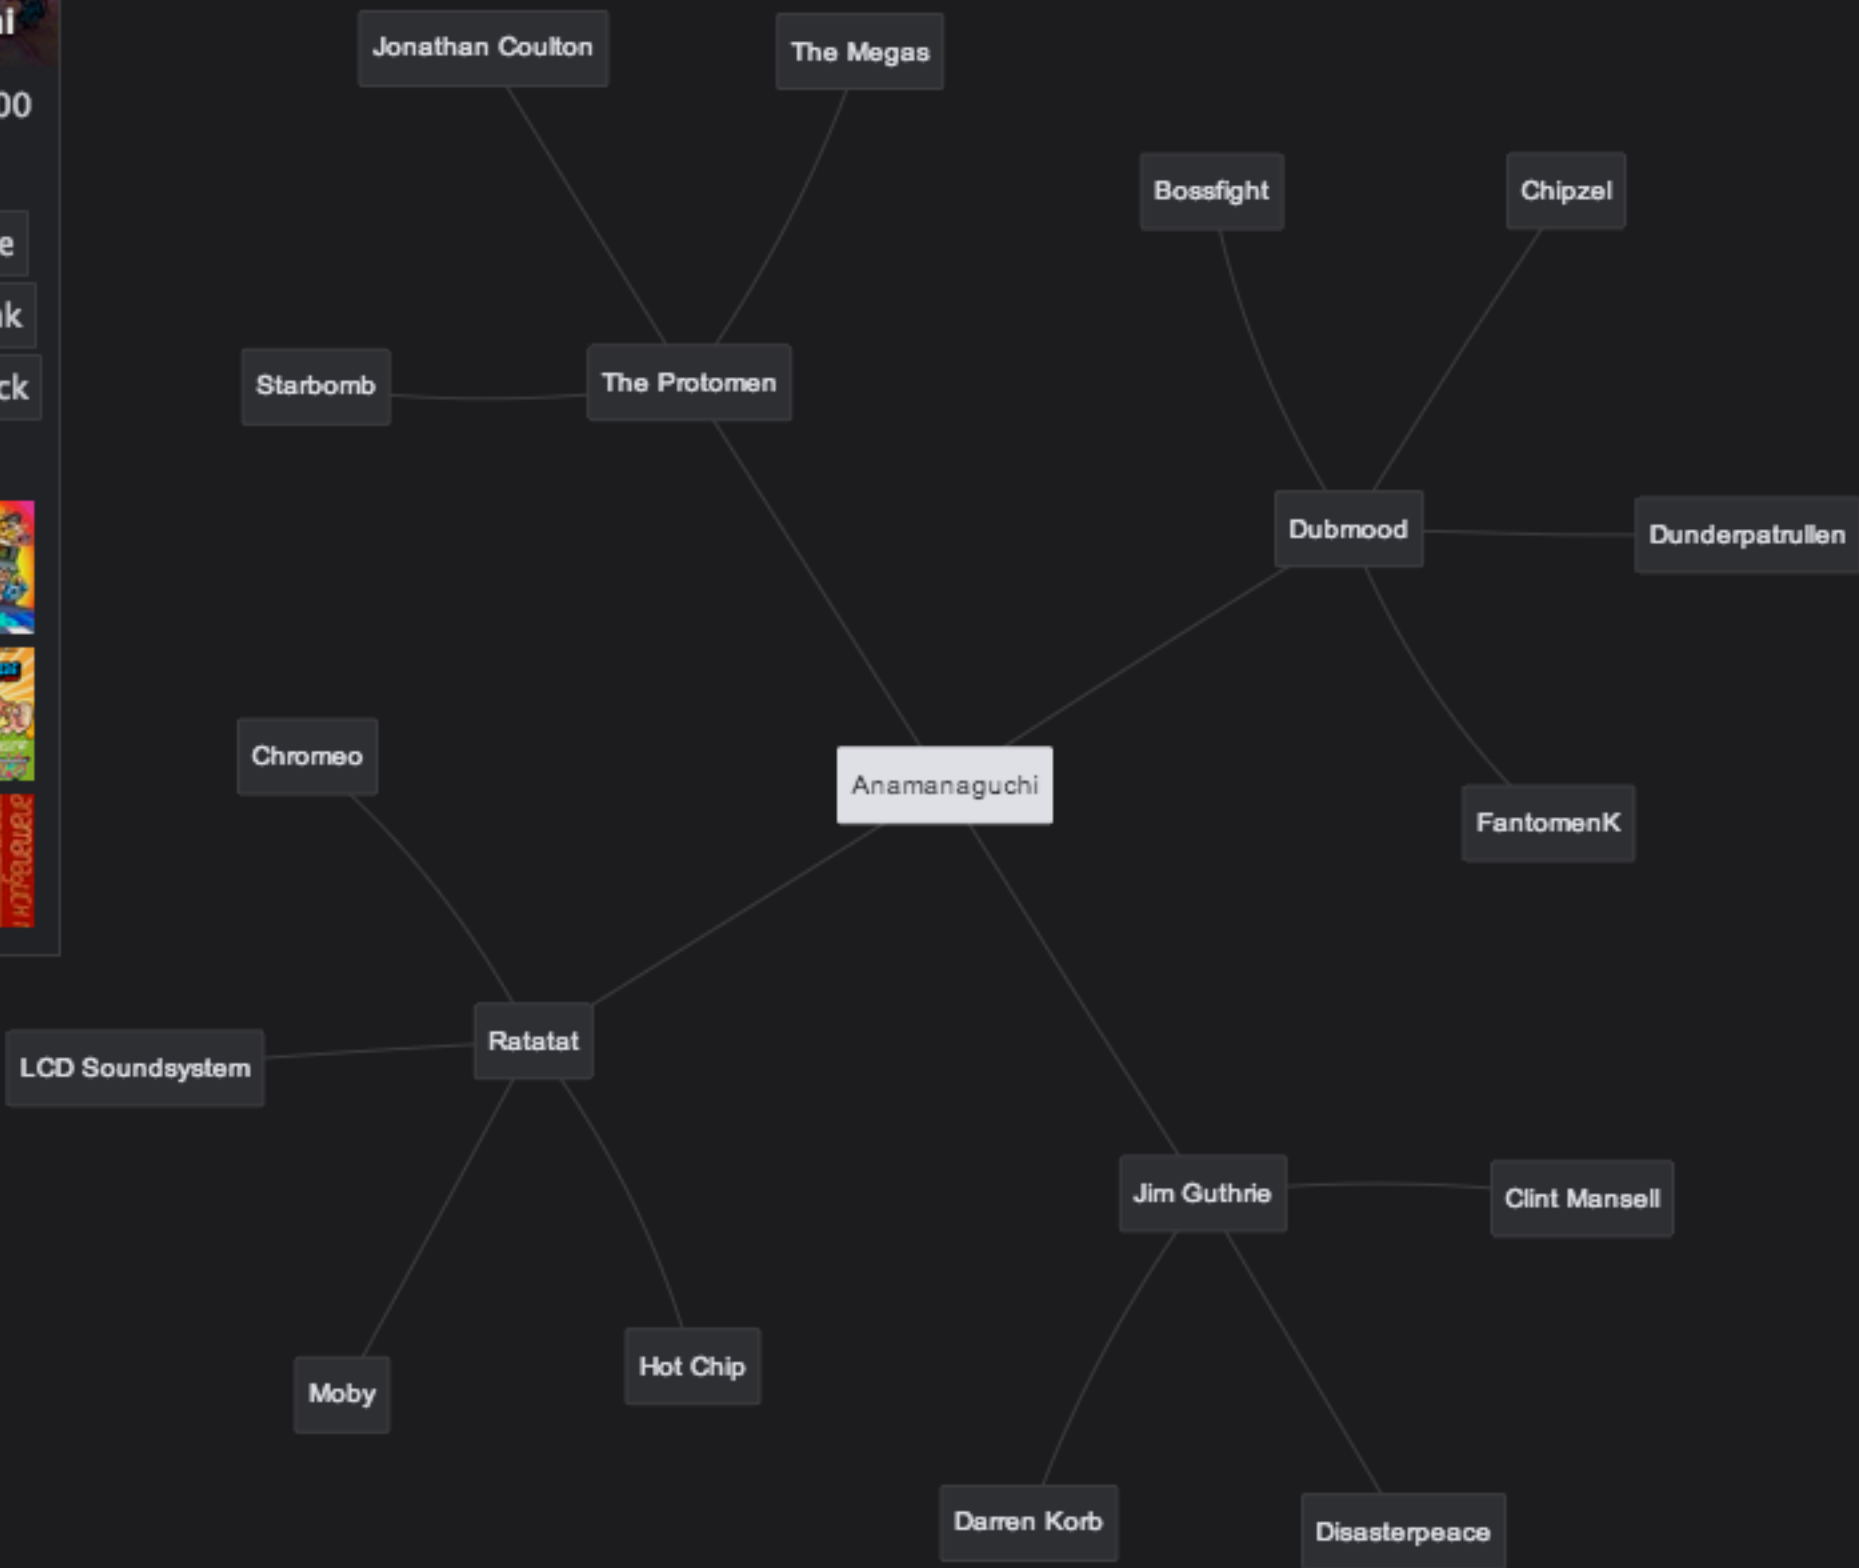 Jonathan Coulton
The Megas
Bossfight
Chipzel
Starbomb
The Protomen
Dubmood
Dunderpatrullen
Chromeo
Anamanaguchi
FantomenK
Ratatat
LCD Soundsystem
Jim Guthrie
Clint Mansell
Moby
Hot Chip
Darren Korb
Disasterpeace